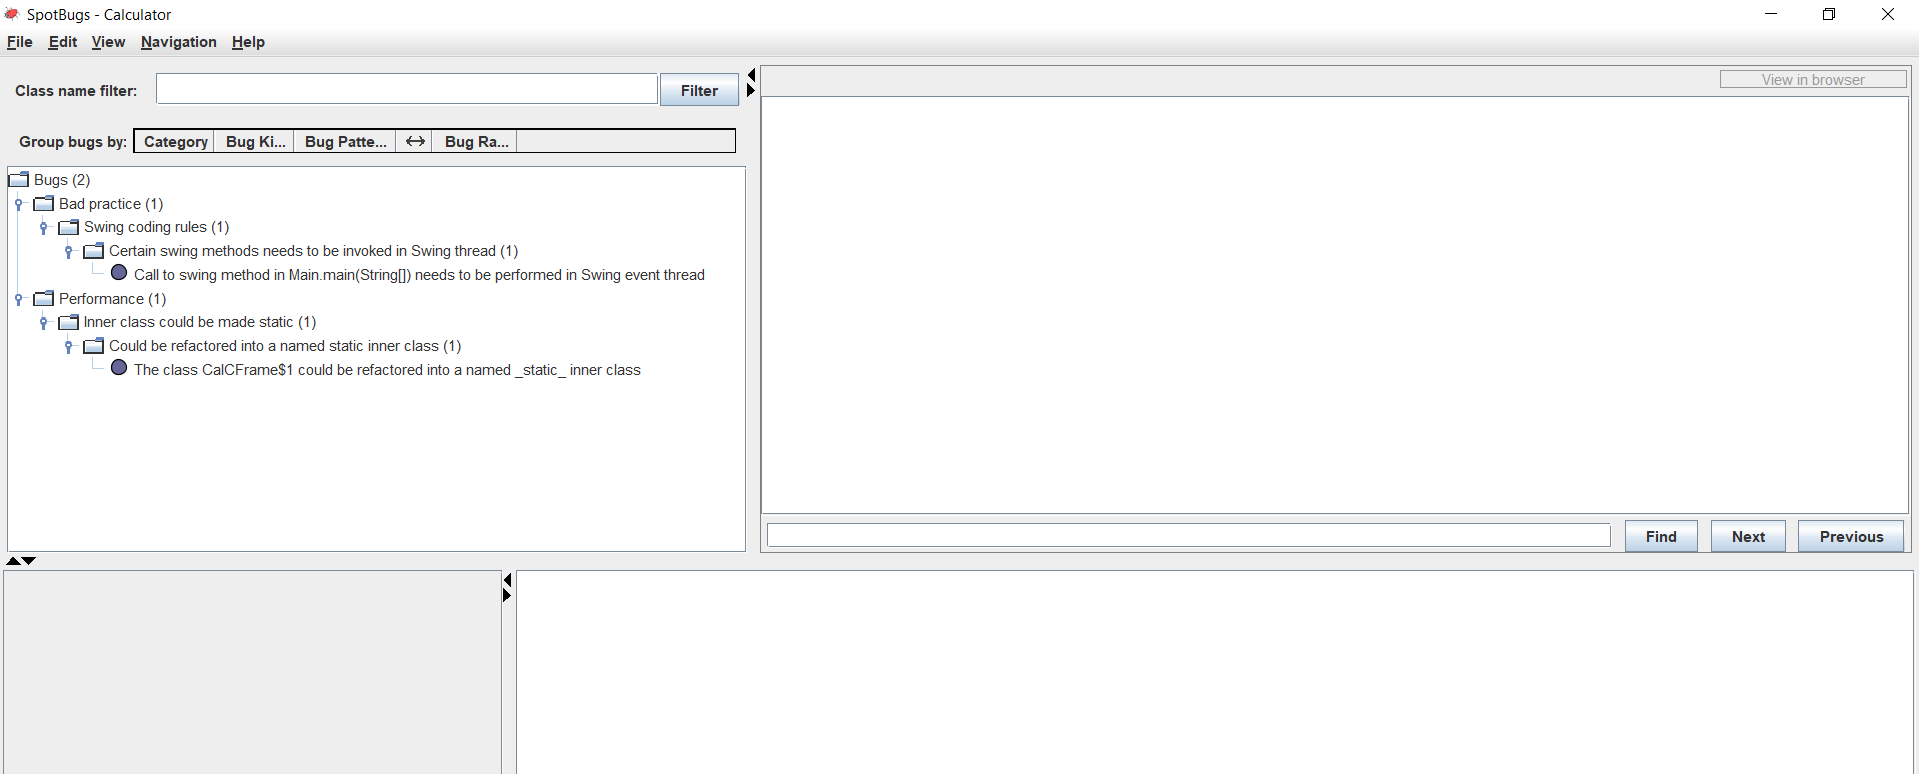 SpotBugs - Calculator
File Edit View Navigation Help
Class name filter: Filter
Group bugs by: Category Bug Ki... Bug Patte... Bug Ra...
Bugs (2)
Bad practice (1)
Swing coding rules (1)
Certain swing methods needs to be invoked in Swing thread (1)
Call to swing method in Main.main(String[]) needs to be performed in Swing event thread
Performance (1)
Inner class could be made static (1)
Could be refactored into a named static inner class (1)
The class CalCFrame$1 could be refactored into a named _static_ inner class
View in browser
Find Next Previous